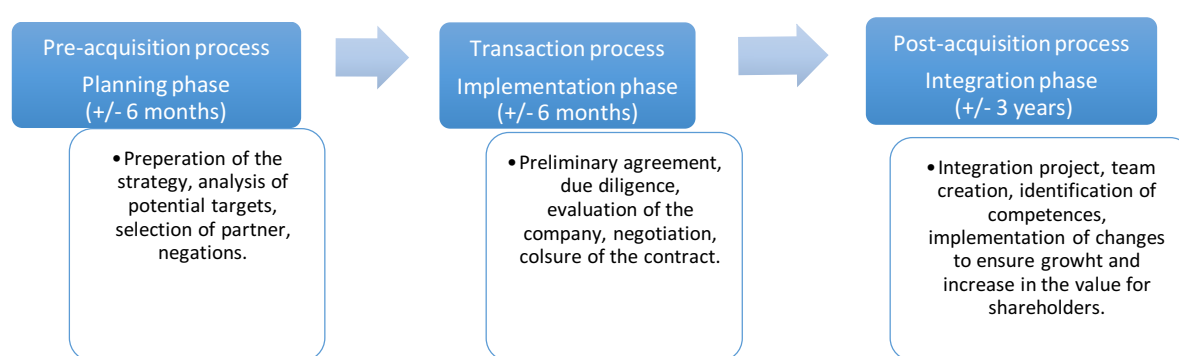 Pre-acquisition process
Planning phase
(+/- 6 months)
•Preperation of the
strategy, analysis of
potential targets,
selection of partner,
negations.
Transaction process
Implementation phase
(+/- 6 months)
•Preliminary agreement,
due diligence,
evaluation of the
company, negotiation,
colsure of the contract.
Post-acquisition process
Integration phase
(+/- 3 years)
•Integration project, team
creation, identification of
competences,
implementation of changes
to ensure growht and
increase in the value for
shareholders.